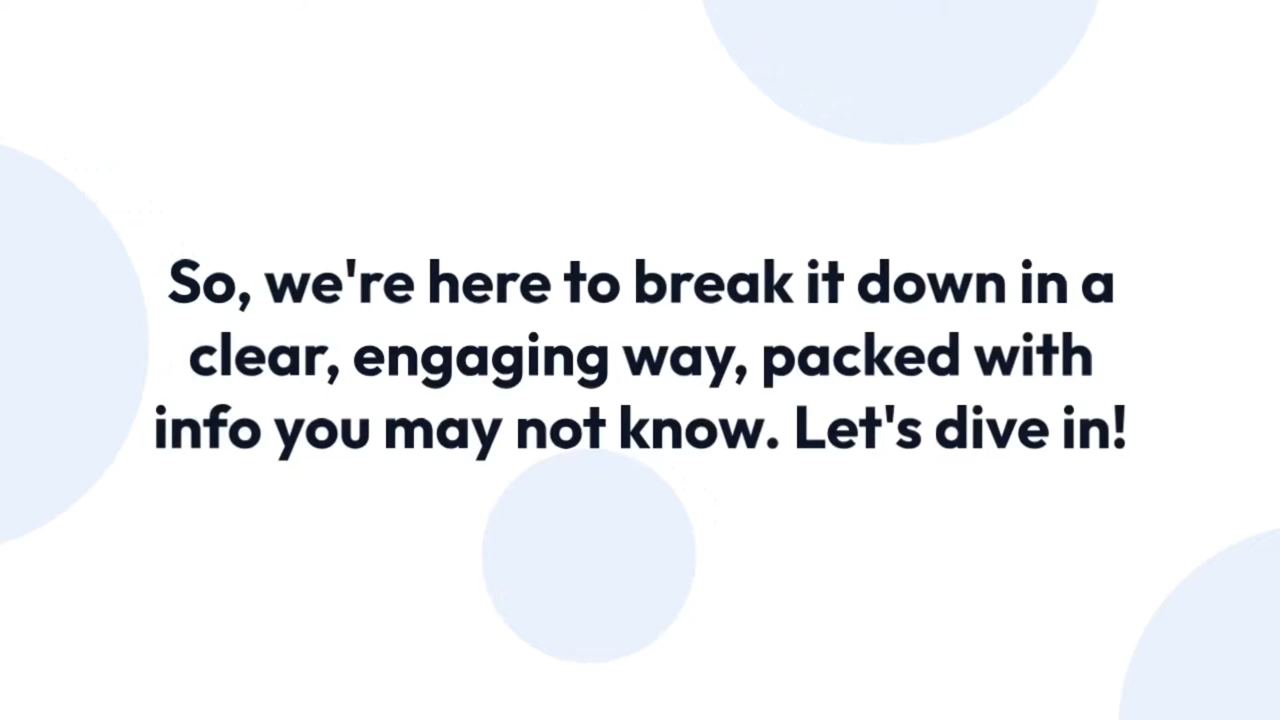 So, we're here to break it down in a
clear, engaging way, packed with
info you may not know. Let's dive in!